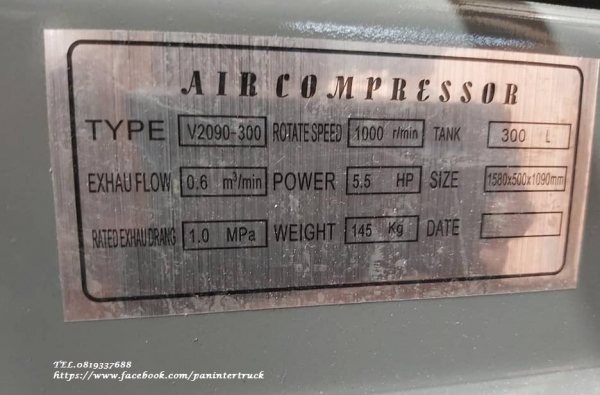 AIR COMPRESSOR
TYPE V2090-300 ROTATE SPEED 1000 r/min TANK 300 L
EXHAU FLOW 0.6 m³/min POWER 5.5 HP SIZE 1580x500x1090mm
RATED EXHAU DRANG 1.0 MPa WEIGHT 145 Kg DATE
TEL.0819337688
https://www.facebook.com/panintertruck